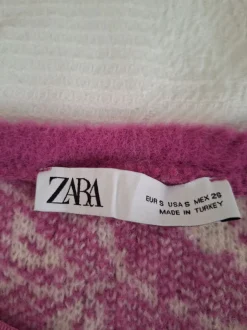 ZARA
EUR S USA S MEX 26
MADE IN TURKEY